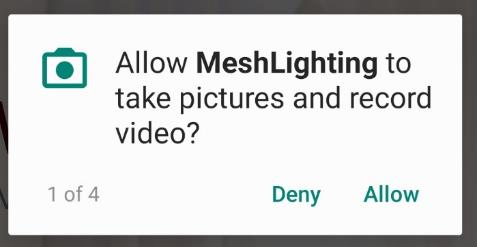 Allow MeshLighting to
take pictures and record
video?
1 of 4
Deny
Allow